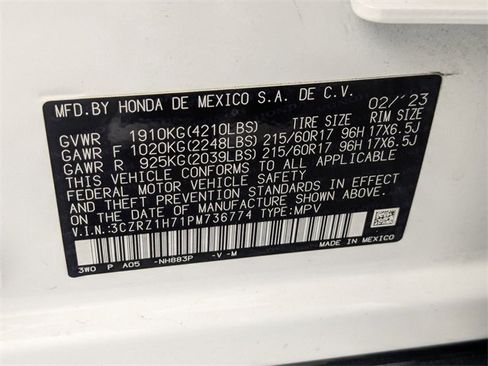 MFD.BY HONDA DE MEXICO S.A. DE C.V. 02/'23
TIRE SIZE RIM SIZE
GVWR 1910KG(4210LBS)
GAWR F 1020KG(2248LBS) 215/60R17 96H 17X6.5J
GAWR R 925KG(2039LBS) 215/60R17 96H 17X6.5J
THIS VEHICLE CONFORMS TO ALL APPLICABLE
FEDERAL MOTOR VEHICLE SAFETY
AND THEFT PREVENTION STANDARDS IN EFFECT
ON THE DATE OF MANUFACTURE SHOWN ABOVE.
V.I.N.:3CZRZ1H71PM736774 TYPE:MPV
MADE IN MEXICO
3W0 P A05 -NH883P -V -M